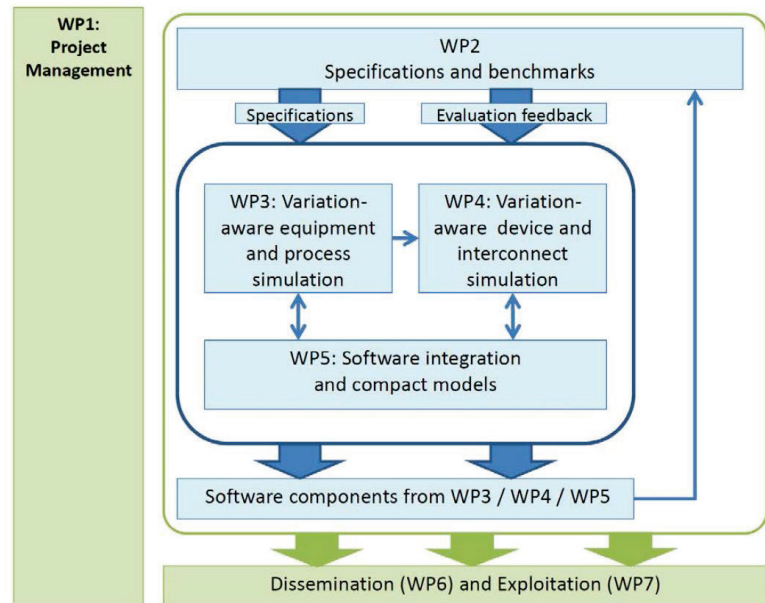 WP1:
Project
Management
WP2
Specifications and benchmarks
Specifications
Evaluation feedback
WP3: Variation-
aware equipment
and process
simulation
WP4: Variation-
aware device and
interconnect
simulation
WP5: Software integration
and compact models
Software components from WP3 / WP4 / WP5
Dissemination (WP6) and Exploitation (WP7)